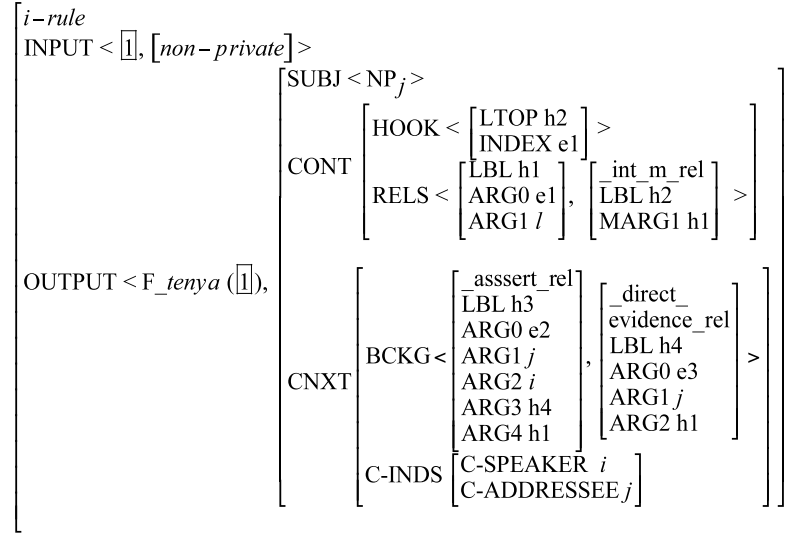 i–rule
INPUT < 1, [non–private] >
SUBJ < NP j >
CONT
HOOK < [LTOP h2
INDEX e1] >
RELS < [LBL h1
ARG0 e1
ARG1 l], [_int_m_rel
LBL h2
MARG1 h1] >
OUTPUT < F_tenya (1),
CNXT
BCKG < [_asssert_rel
LBL h3
ARG0 e2
ARG1 j
ARG2 i
ARG3 h4
ARG4 h1], [_direct_
evidence_rel
LBL h4
ARG0 e3
ARG1 j
ARG2 h1] >
C-INDS [C-SPEAKER i
C-ADDRESSEE j]